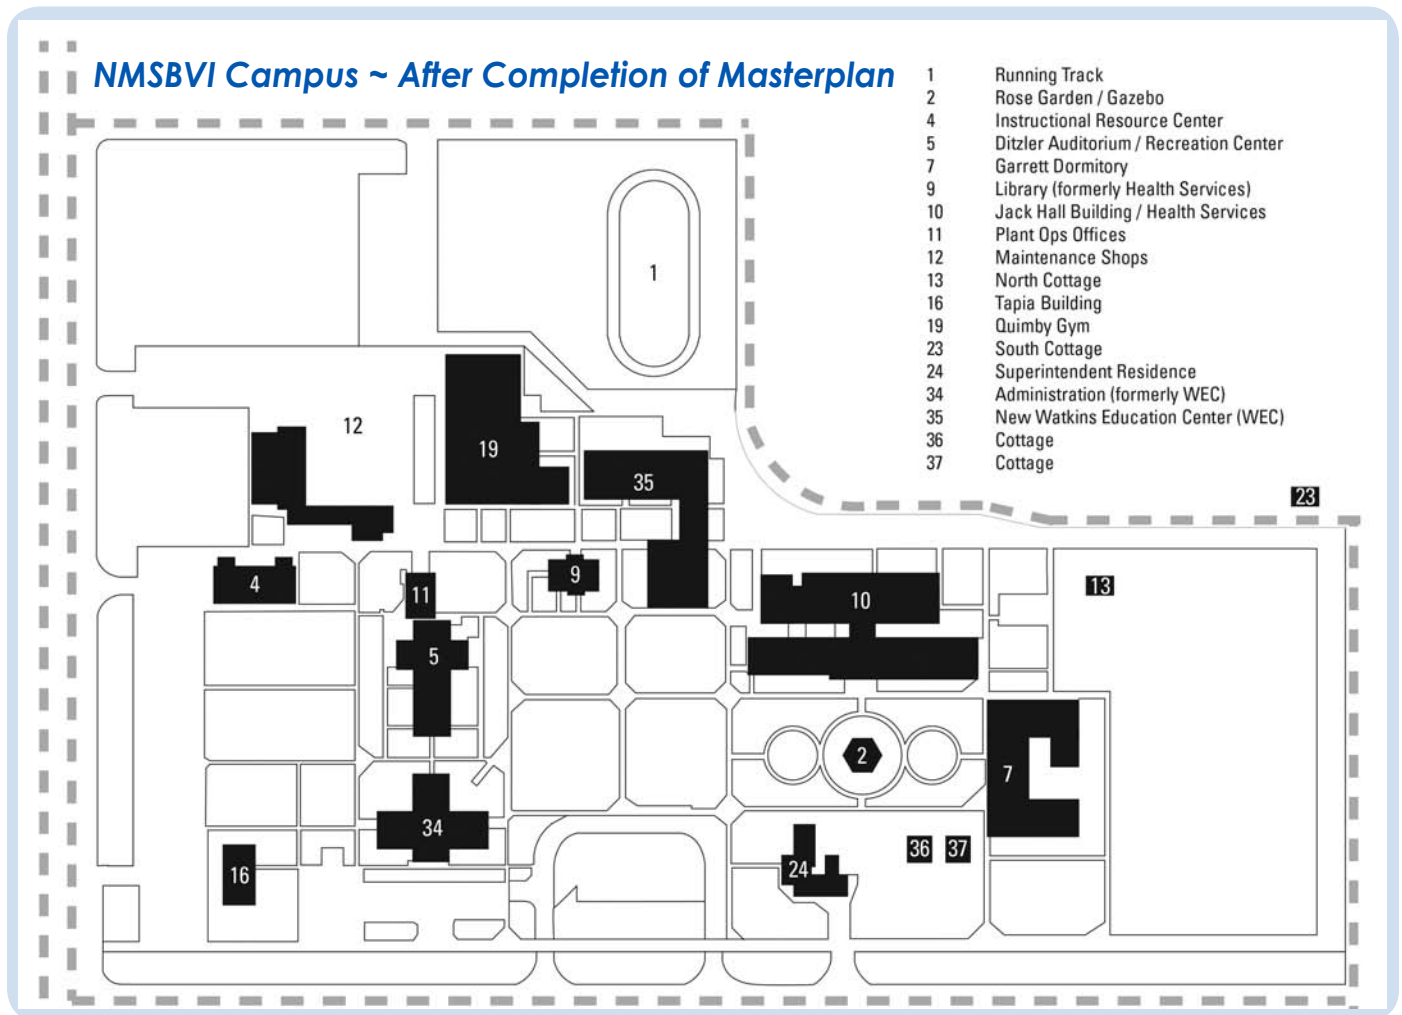 NMSBVI Campus ~ After Completion of Masterplan
1 Running Track
2 Rose Garden / Gazebo
4 Instructional Resource Center
5 Ditzler Auditorium / Recreation Center
7 Garrett Dormitory
9 Library (formerly Health Services)
10 Jack Hall Building / Health Services
11 Plant Ops Offices
12 Maintenance Shops
13 North Cottage
16 Tapia Building
19 Quimby Gym
23 South Cottage
24 Superintendent Residence
34 Administration (formerly WEC)
35 New Watkins Education Center (WEC)
36 Cottage
37 Cottage
1
12
19
35
23
4
11
9
10
13
5
2
7
34
16
24
36
37